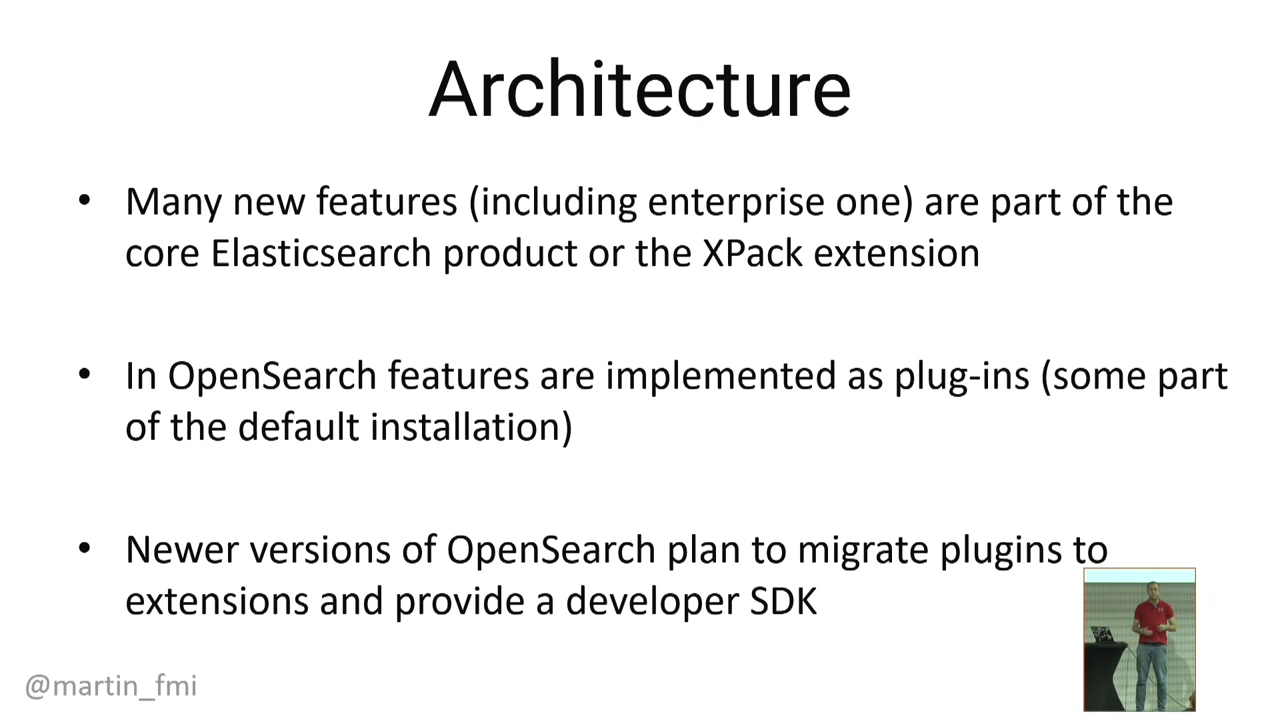 Architecture
• Many new features (including enterprise one) are part of the
core Elasticsearch product or the XPack extension
• In OpenSearch features are implemented as plug-ins (some part
of the default installation)
• Newer versions of OpenSearch plan to migrate plugins to
extensions and provide a developer SDK
@martin_fmi